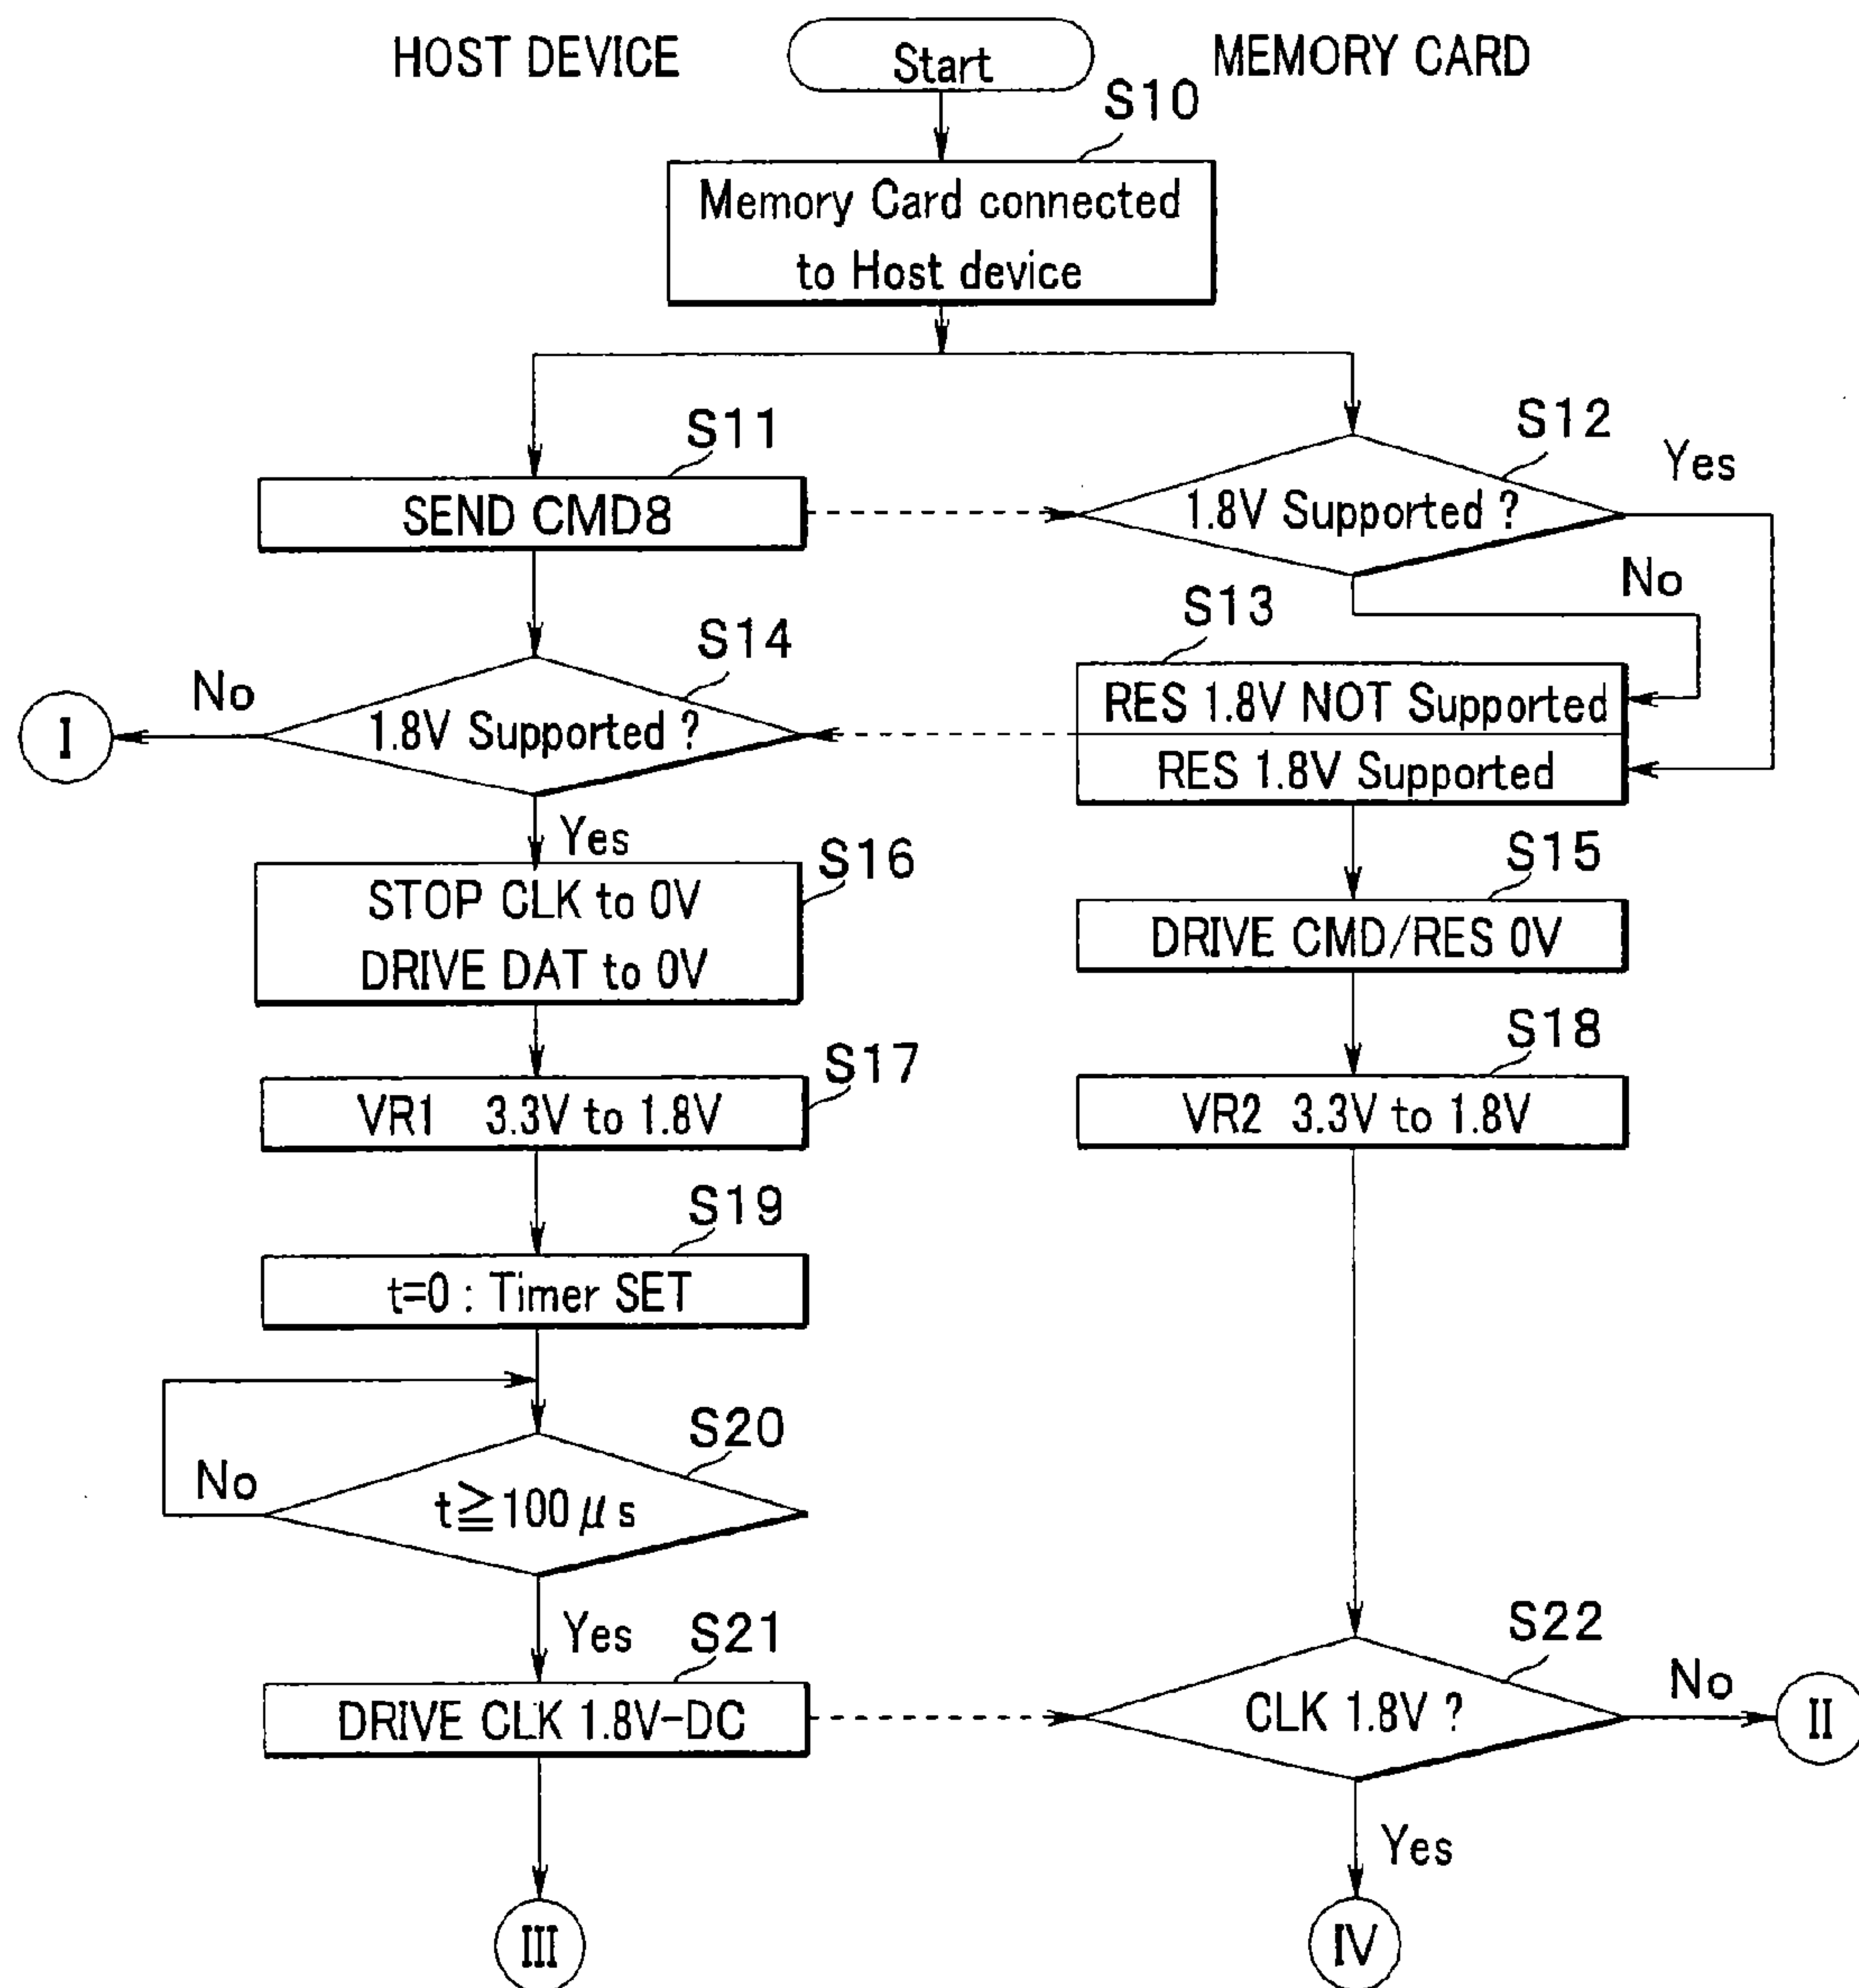 HOST DEVICE
Start
MEMORY CARD
S10
Memory Card connected
to Host device
S11
SEND CMD8
S12
1.8V Supported ?
Yes
No
S13
RES 1.8V NOT Supported
RES 1.8V Supported
S14
1.8V Supported ?
No
I
Yes
S15
DRIVE CMD/RES 0V
S16
STOP CLK to 0V
DRIVE DAT to 0V
S17
VR1 3.3V to 1.8V
S18
VR2 3.3V to 1.8V
S19
t=0 : Timer SET
S20
t≧100μs
No
Yes
S21
DRIVE CLK 1.8V-DC
S22
CLK 1.8V ?
No
II
Yes
III
IV